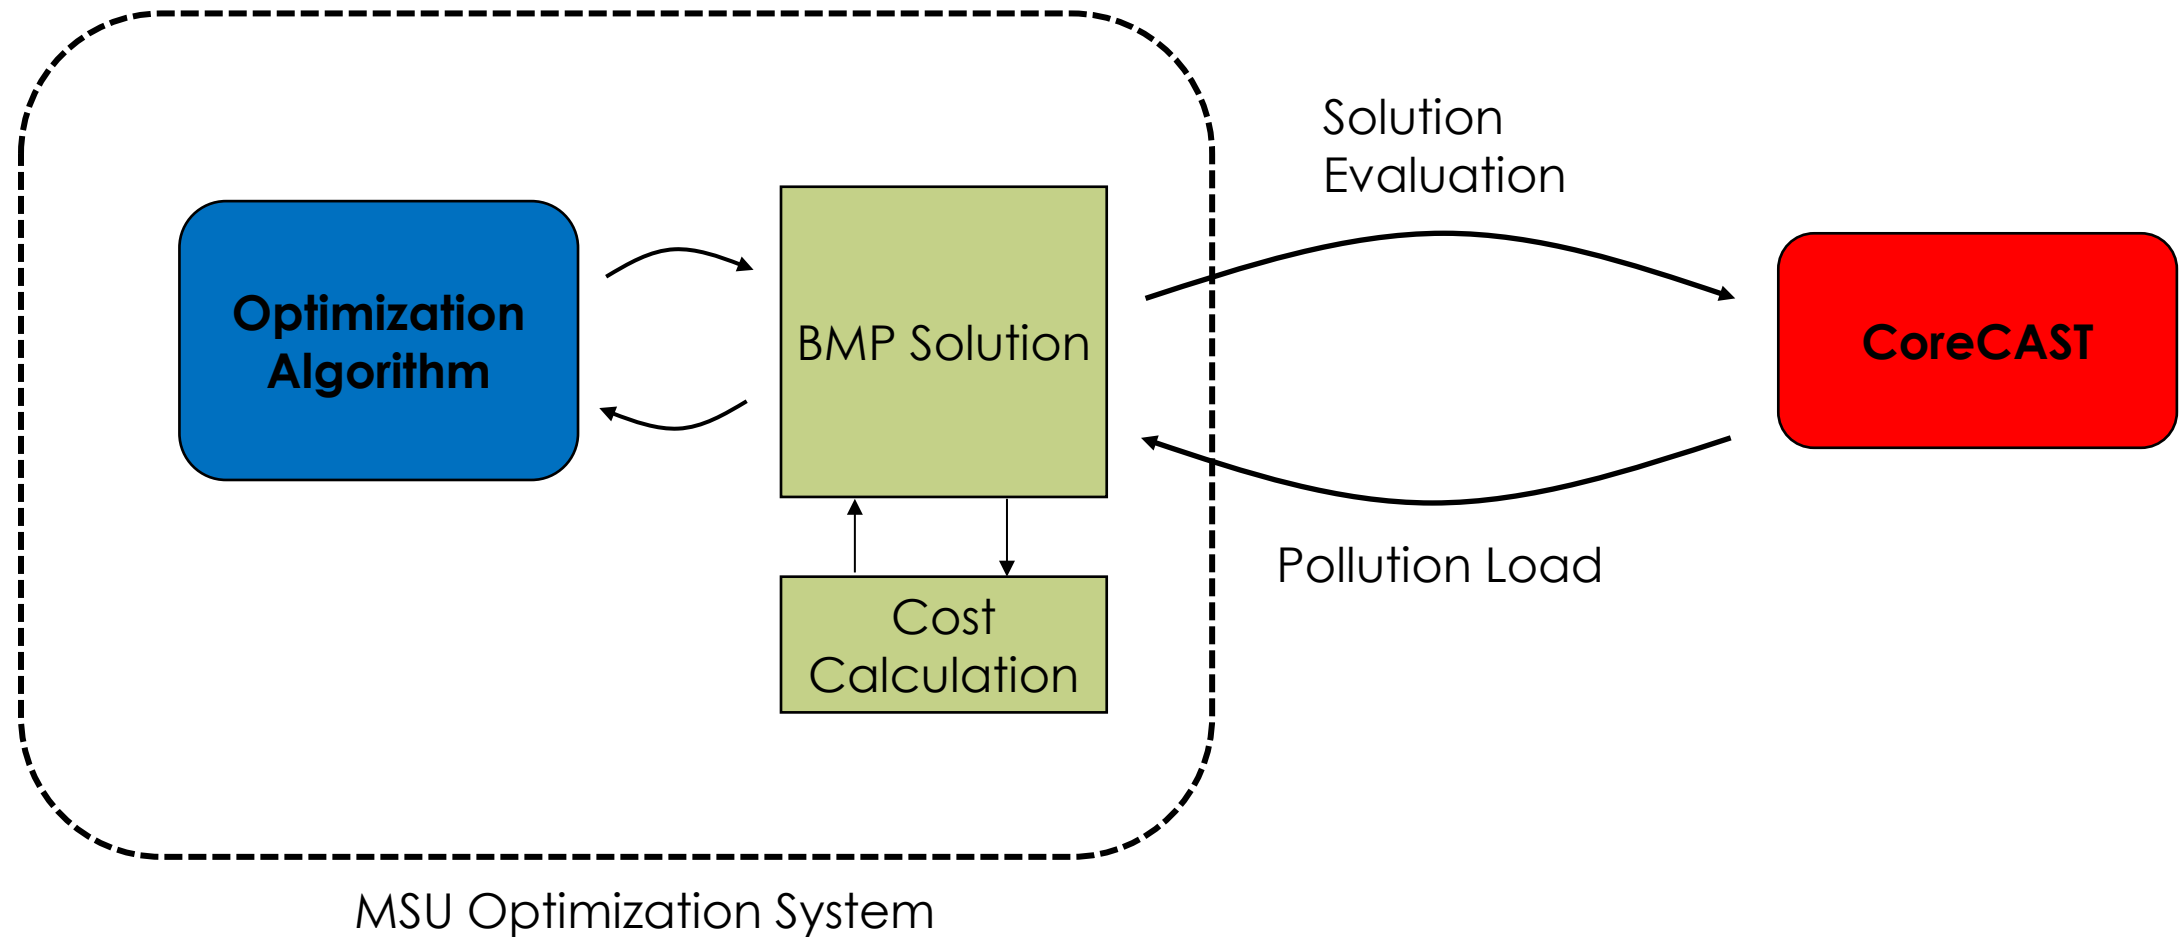 Solution
Evaluation
Optimization
Algorithm
BMP Solution
CoreCAST
Pollution Load
Cost
Calculation
MSU Optimization System